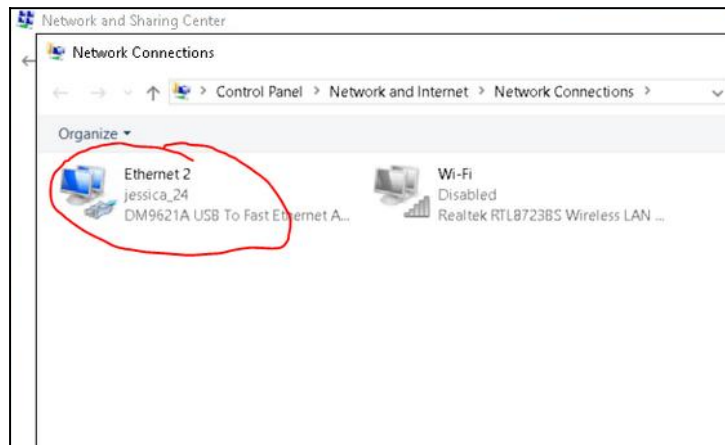 Network and Sharing Center
Network Connections
Control Panel > Network and Internet > Network Connections >
Organize
Ethernet 2
jessica_24
DM9621A USB To Fast Ethernet A...
Wi-Fi
Disabled
Realtek RTL8723BS Wireless LAN ...